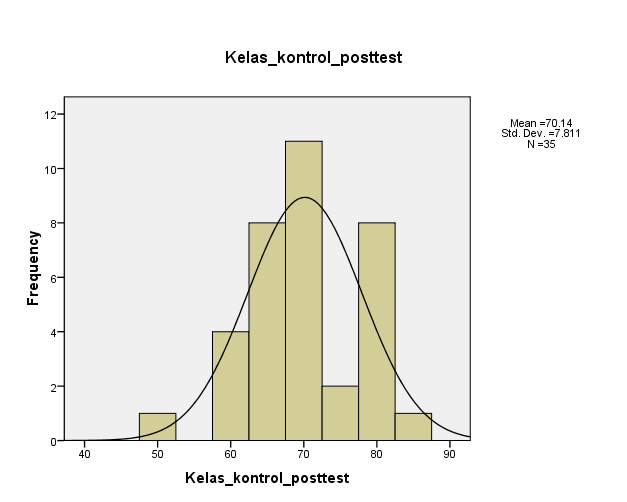 Kelas_kontrol_posttest
Mean =70.14
Std. Dev. =7.811
N =35
Frequency
12
10
8
6
4
2
0
40 50 60 70 80 90
Kelas_kontrol_posttest